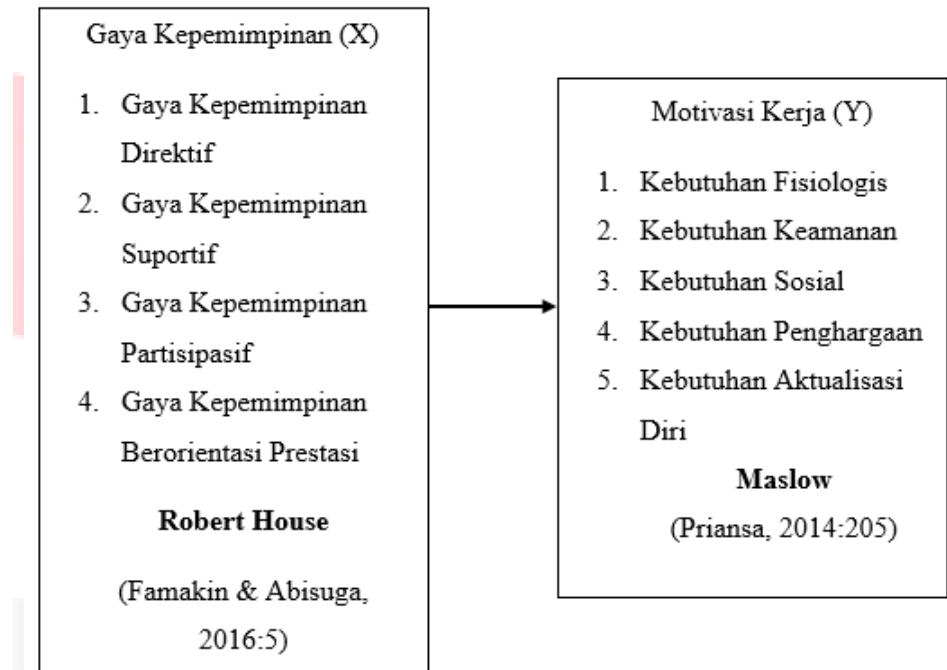 Gaya Kepemimpinan (X)
1. Gaya Kepemimpinan
Direktif
2. Gaya Kepemimpinan
Suportif
3. Gaya Kepemimpinan
Partisipasif
4. Gaya Kepemimpinan
Berorientasi Prestasi
Robert House
(Famakin & Abisuga,
2016:5)
Motivasi Kerja (Y)
1. Kebutuhan Fisiologis
2. Kebutuhan Keamanan
3. Kebutuhan Sosial
4. Kebutuhan Penghargaan
5. Kebutuhan Aktualisasi
Diri
Maslow
(Priansa, 2014:205)